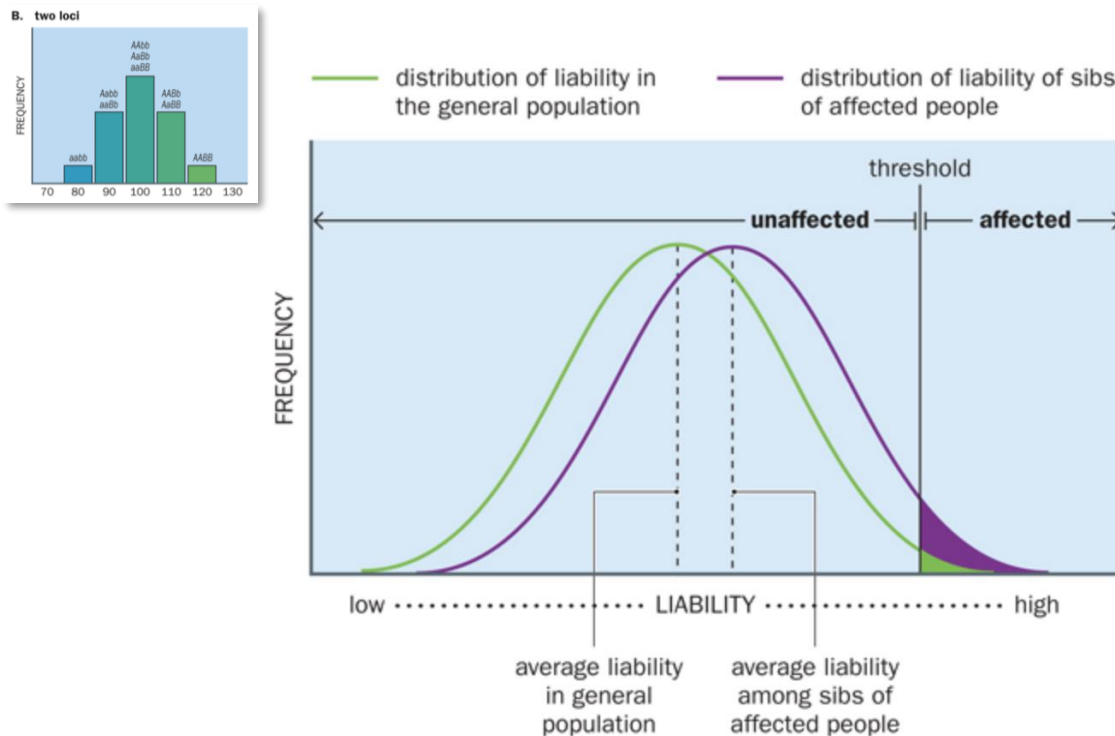 B. two loci
FREQUENCY
AAbb
AaBb
aaBB
Aabb
aaBb
AABb
AaBB
aabb
AABB
70 80 90 100 110 120 130
distribution of liability in
the general population
distribution of liability of sibs
of affected people
threshold
unaffected
affected
FREQUENCY
low LIABILITY high
average liability
in general
population
average liability
among sibs of
affected people